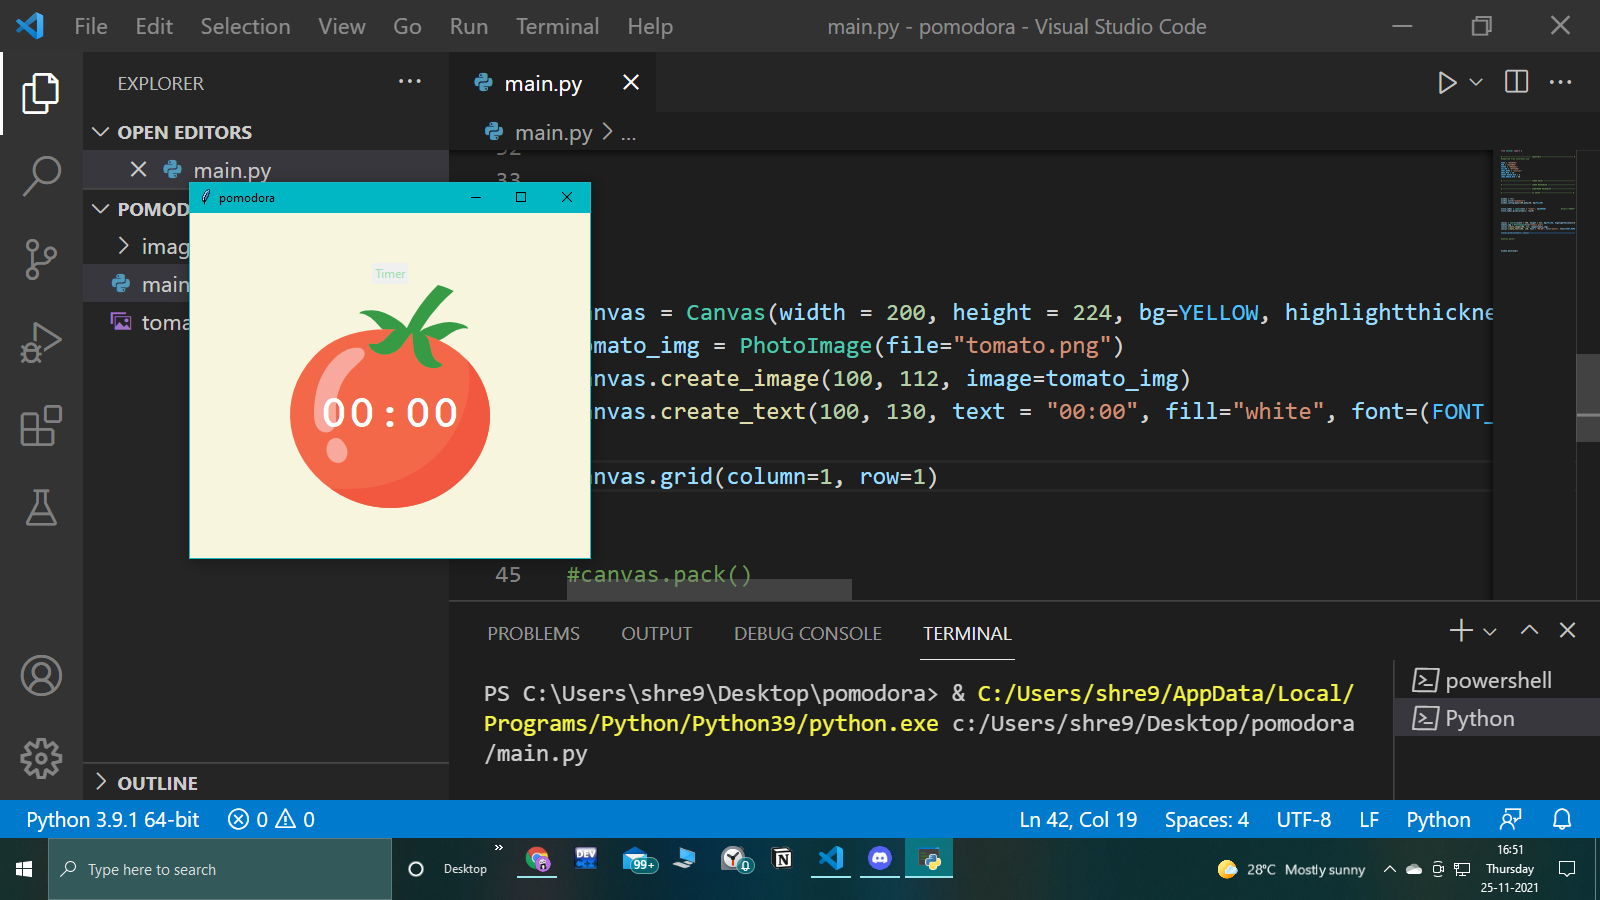 File Edit Selection View Go Run Terminal Help
main.py - pomodora - Visual Studio Code
EXPLORER
OPEN EDITORS
main.py
POMOD
imag
main
toma
OUTLINE
main.py
main.py > ...
32
33
nvas = Canvas(width = 200, height = 224, bg=YELLOW, highlightthickne
mato_img = PhotoImage(file="tomato.png")
nvas.create_image(100, 112, image=tomato_img)
nvas.create_text(100, 130, text = "00:00", fill="white", font=(FONT_
nvas.grid(column=1, row=1)
45 #canvas.pack()
pomodora
Timer
00:00
PROBLEMS OUTPUT DEBUG CONSOLE TERMINAL
PS C:\Users\shre9\Desktop\pomodora> & C:/Users/shre9/AppData/Local/
Programs/Python/Python39/python.exe c:/Users/shre9/Desktop/pomodora
/main.py
powershell
Python
Python 3.9.1 64-bit 0 0 Ln 42, Col 19 Spaces: 4 UTF-8 LF Python
Type here to search
Desktop
DEV
99+
0
28°C Mostly sunny
16:51
Thursday
25-11-2021